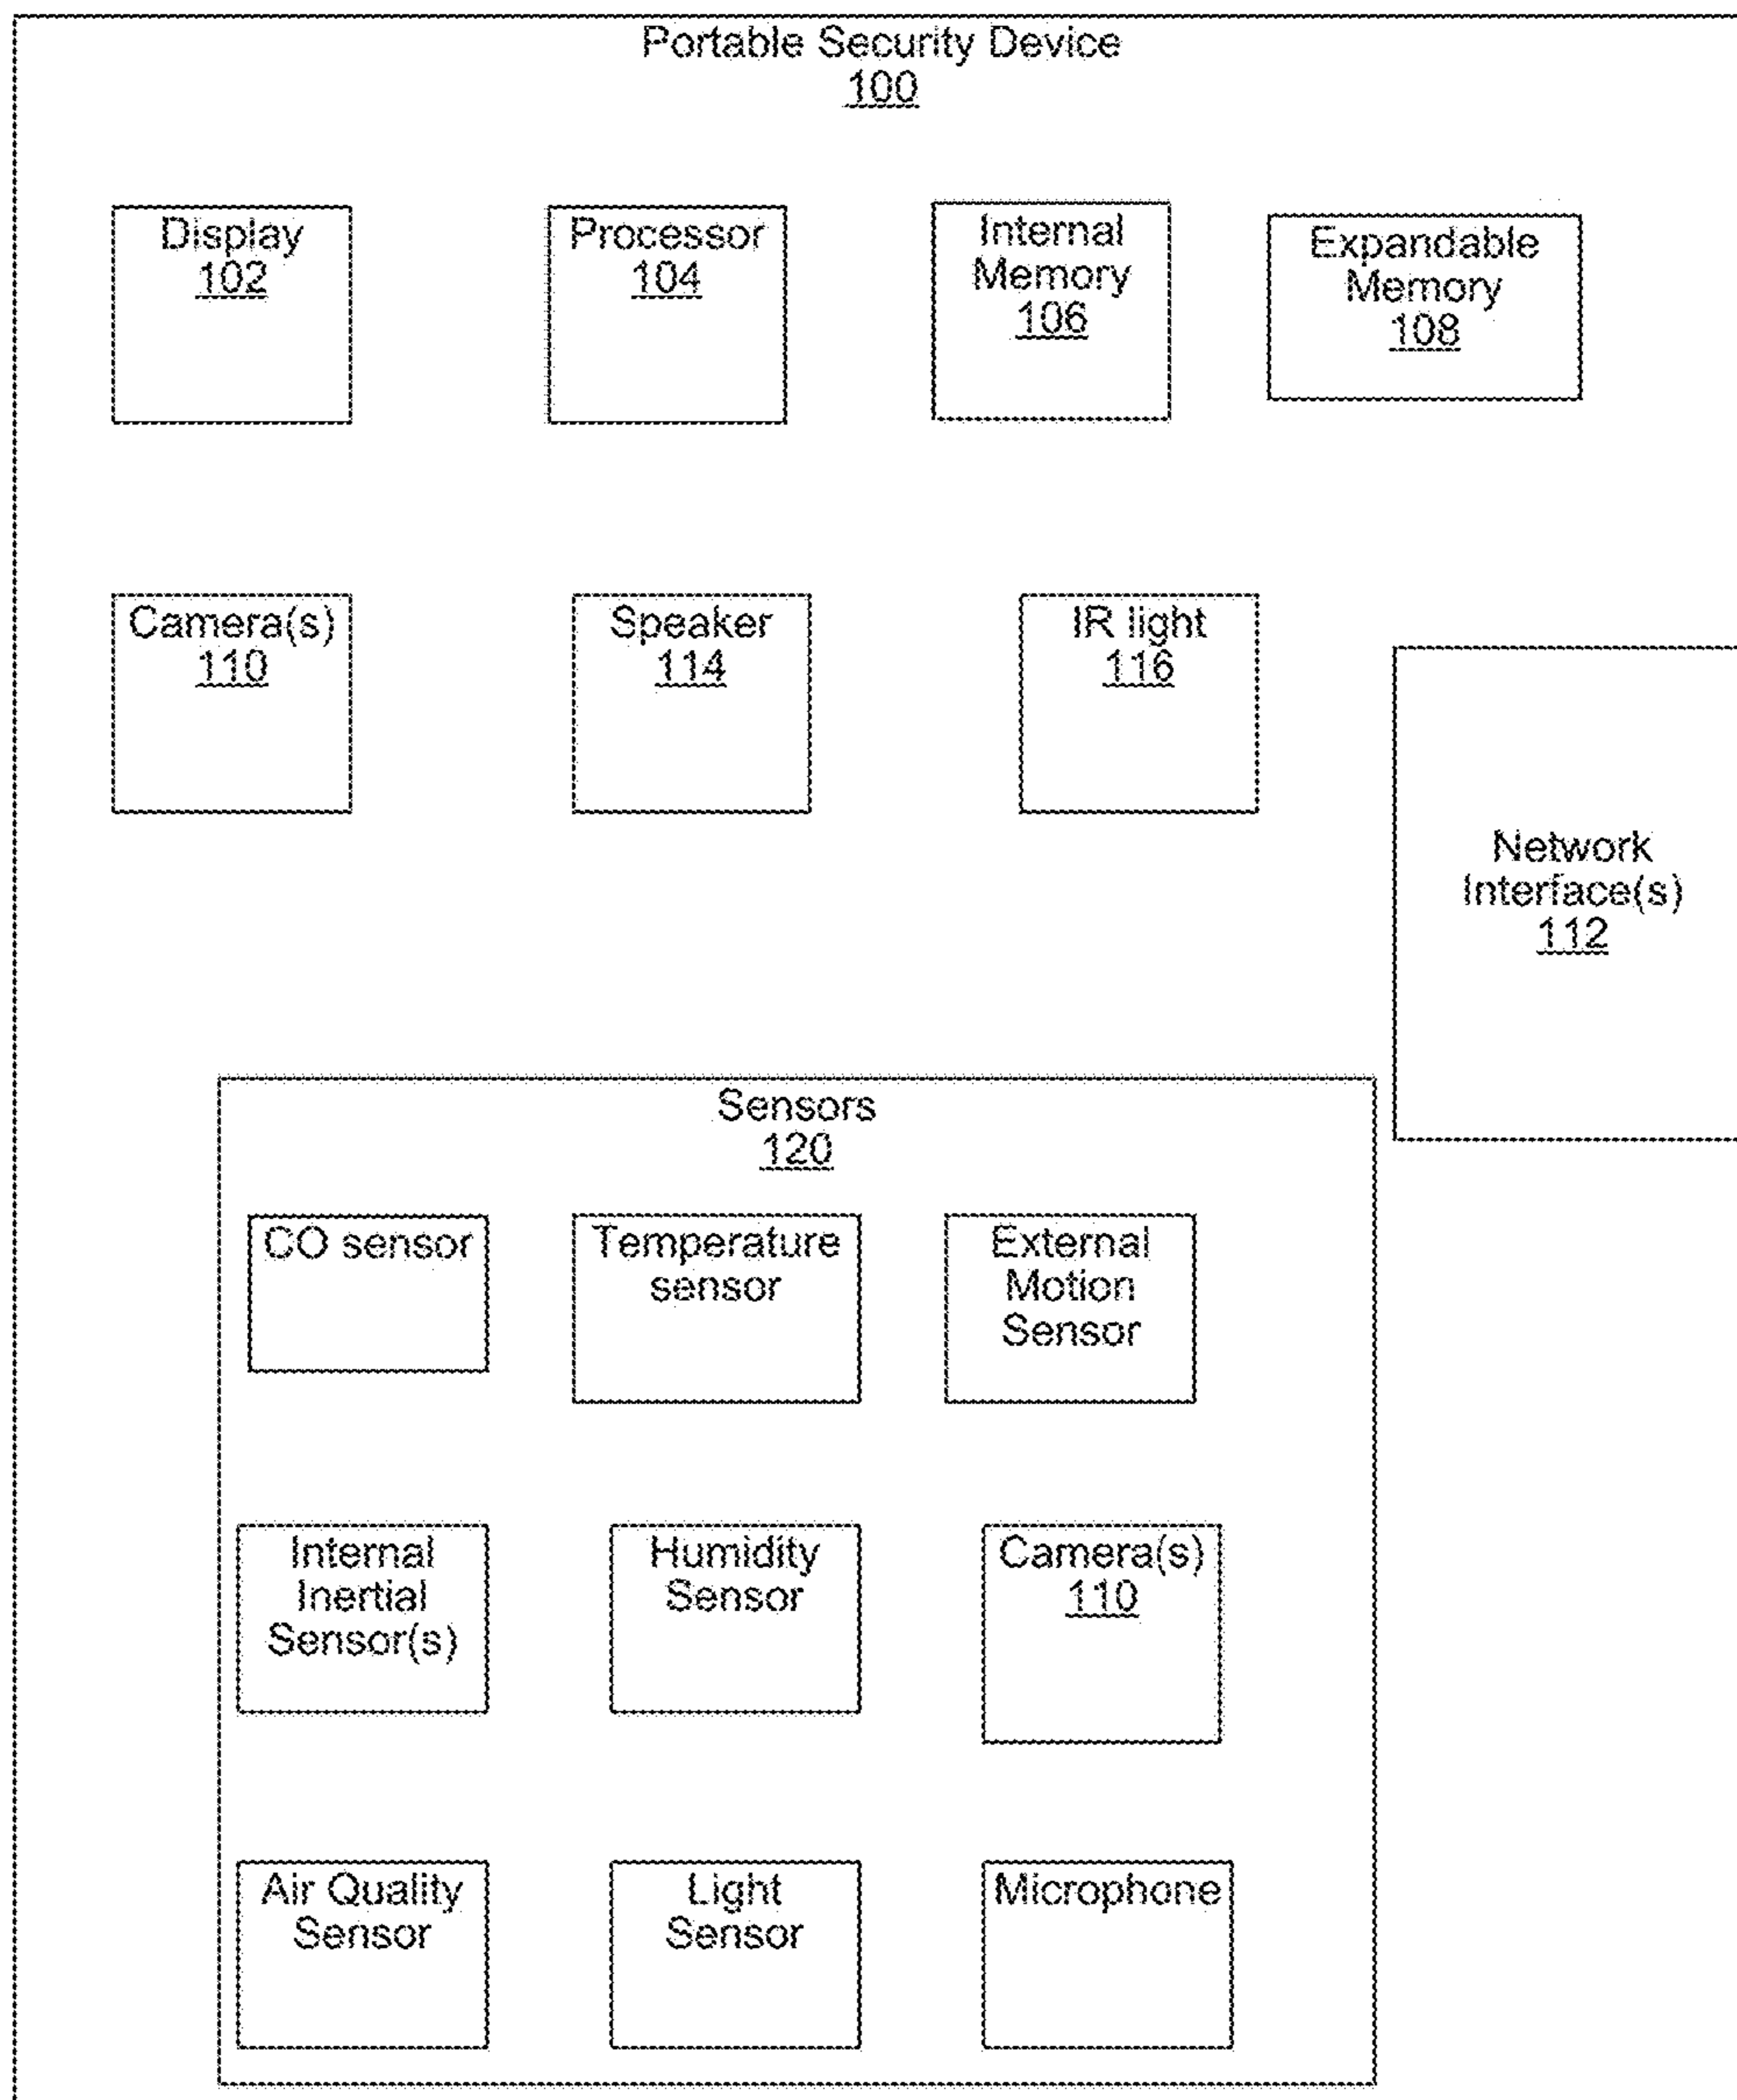 Portable Security Device
100
Display
102
Processor
104
Internal
Memory
106
Expandable
Memory
108
Camera(s)
110
Speaker
114
IR light
116
Network
Interface(s)
112
Sensors
120
CO sensor
Temperature
sensor
External
Motion
Sensor
Internal
Inertial
Sensor(s)
Humidity
Sensor
Camera(s)
110
Air Quality
Sensor
Light
Sensor
Microphone